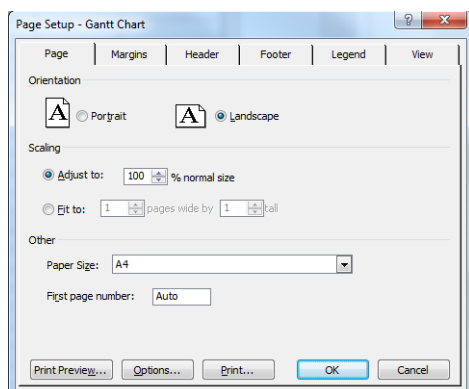 Page Setup - Gantt Chart
Page Margins Header Footer Legend View
Orientation
A Portrait A Landscape
Scaling
Adjust to: 100 % normal size
Fit to: 1 pages wide by 1 tall
Other
Paper Size: A4
First page number: Auto
Print Preview... Options... Print... OK Cancel